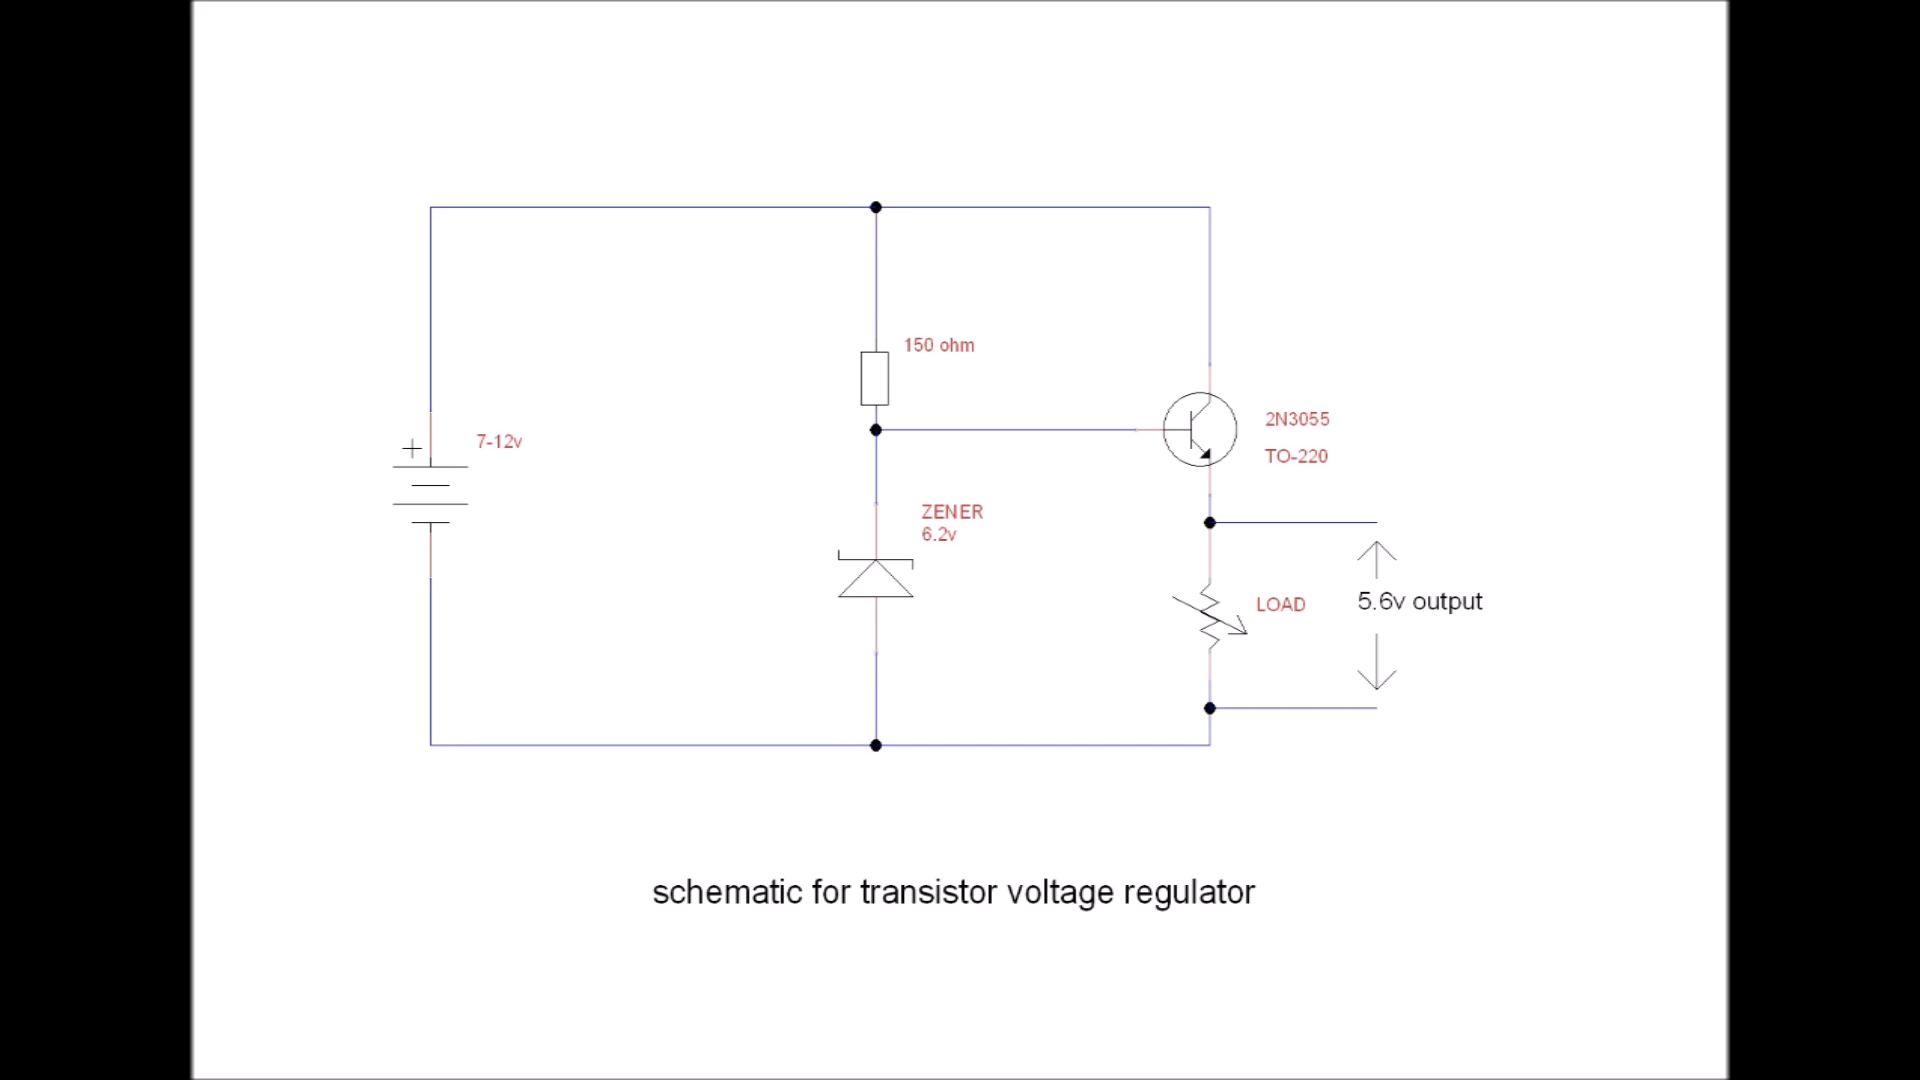 150 ohm
2N3055
7-12v
TO-220
ZENER
6.2v
LOAD
5.6v output
schematic for transistor voltage regulator